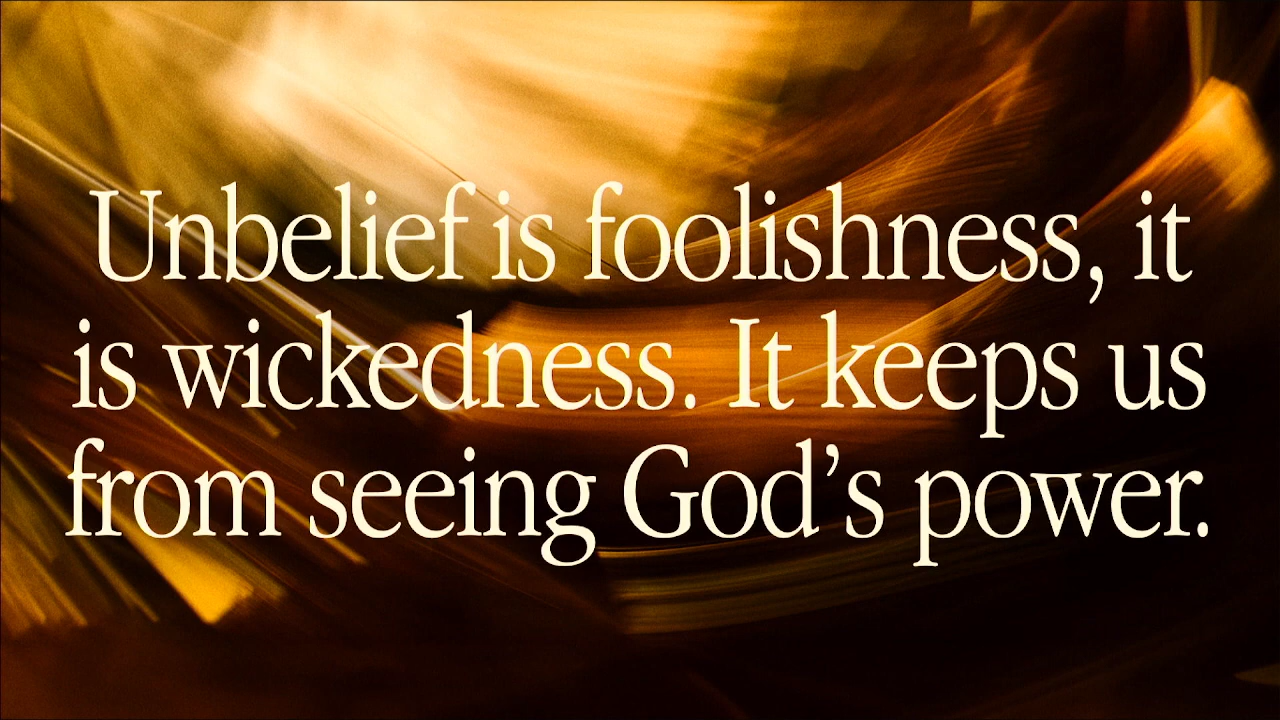 Unbelief is foolishness, it
is wickedness. It keeps us
from seeing God’s power.